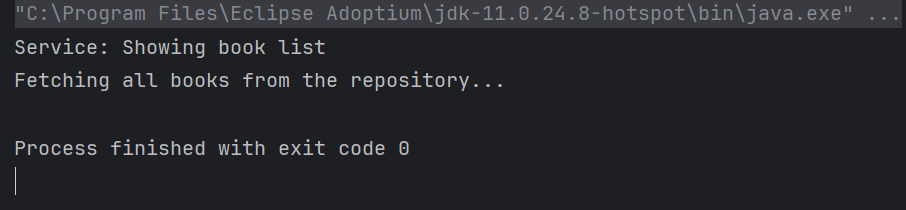 "C:\Program Files\Eclipse Adoptium\jdk-11.0.24.8-hotspot\bin\java.exe" ...
Service: Showing book list
Fetching all books from the repository...
Process finished with exit code 0